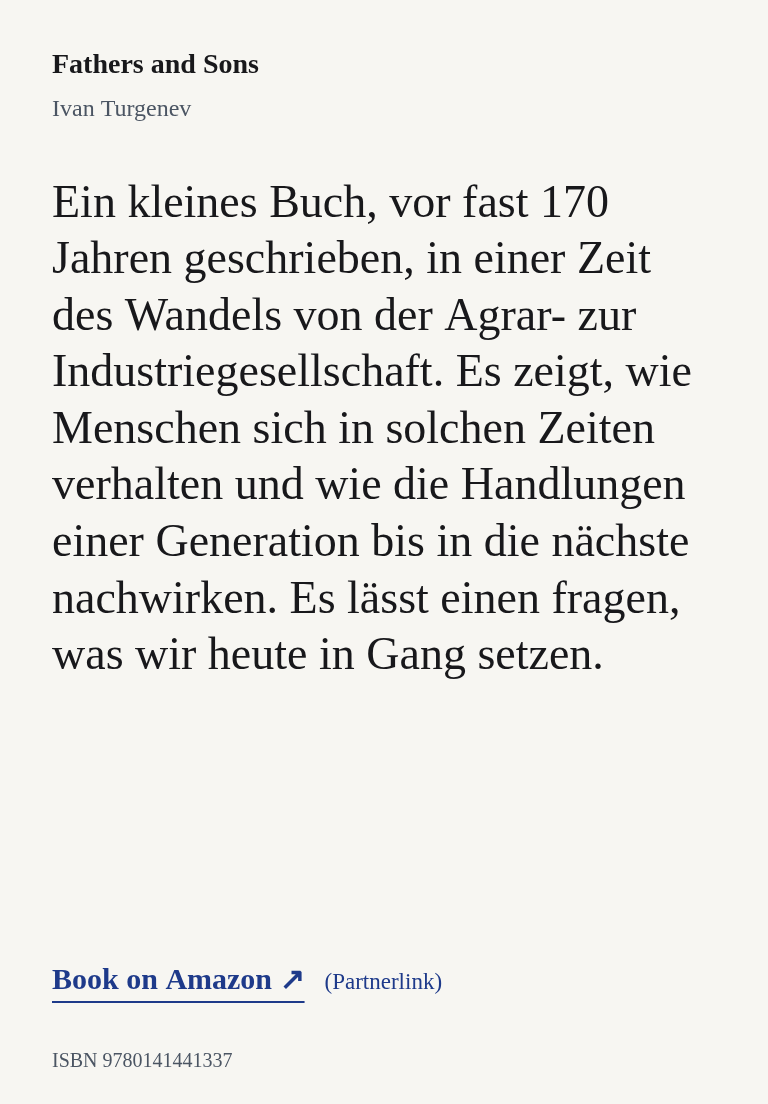 Fathers and Sons
Ivan Turgenev
Ein kleines Buch, vor fast 170
Jahren geschrieben, in einer Zeit
des Wandels von der Agrar- zur
Industriegesellschaft. Es zeigt, wie
Menschen sich in solchen Zeiten
verhalten und wie die Handlungen
einer Generation bis in die nächste
nachwirken. Es lässt einen fragen,
was wir heute in Gang setzen.
Book on Amazon ↗ (Partnerlink)
ISBN 9780141441337